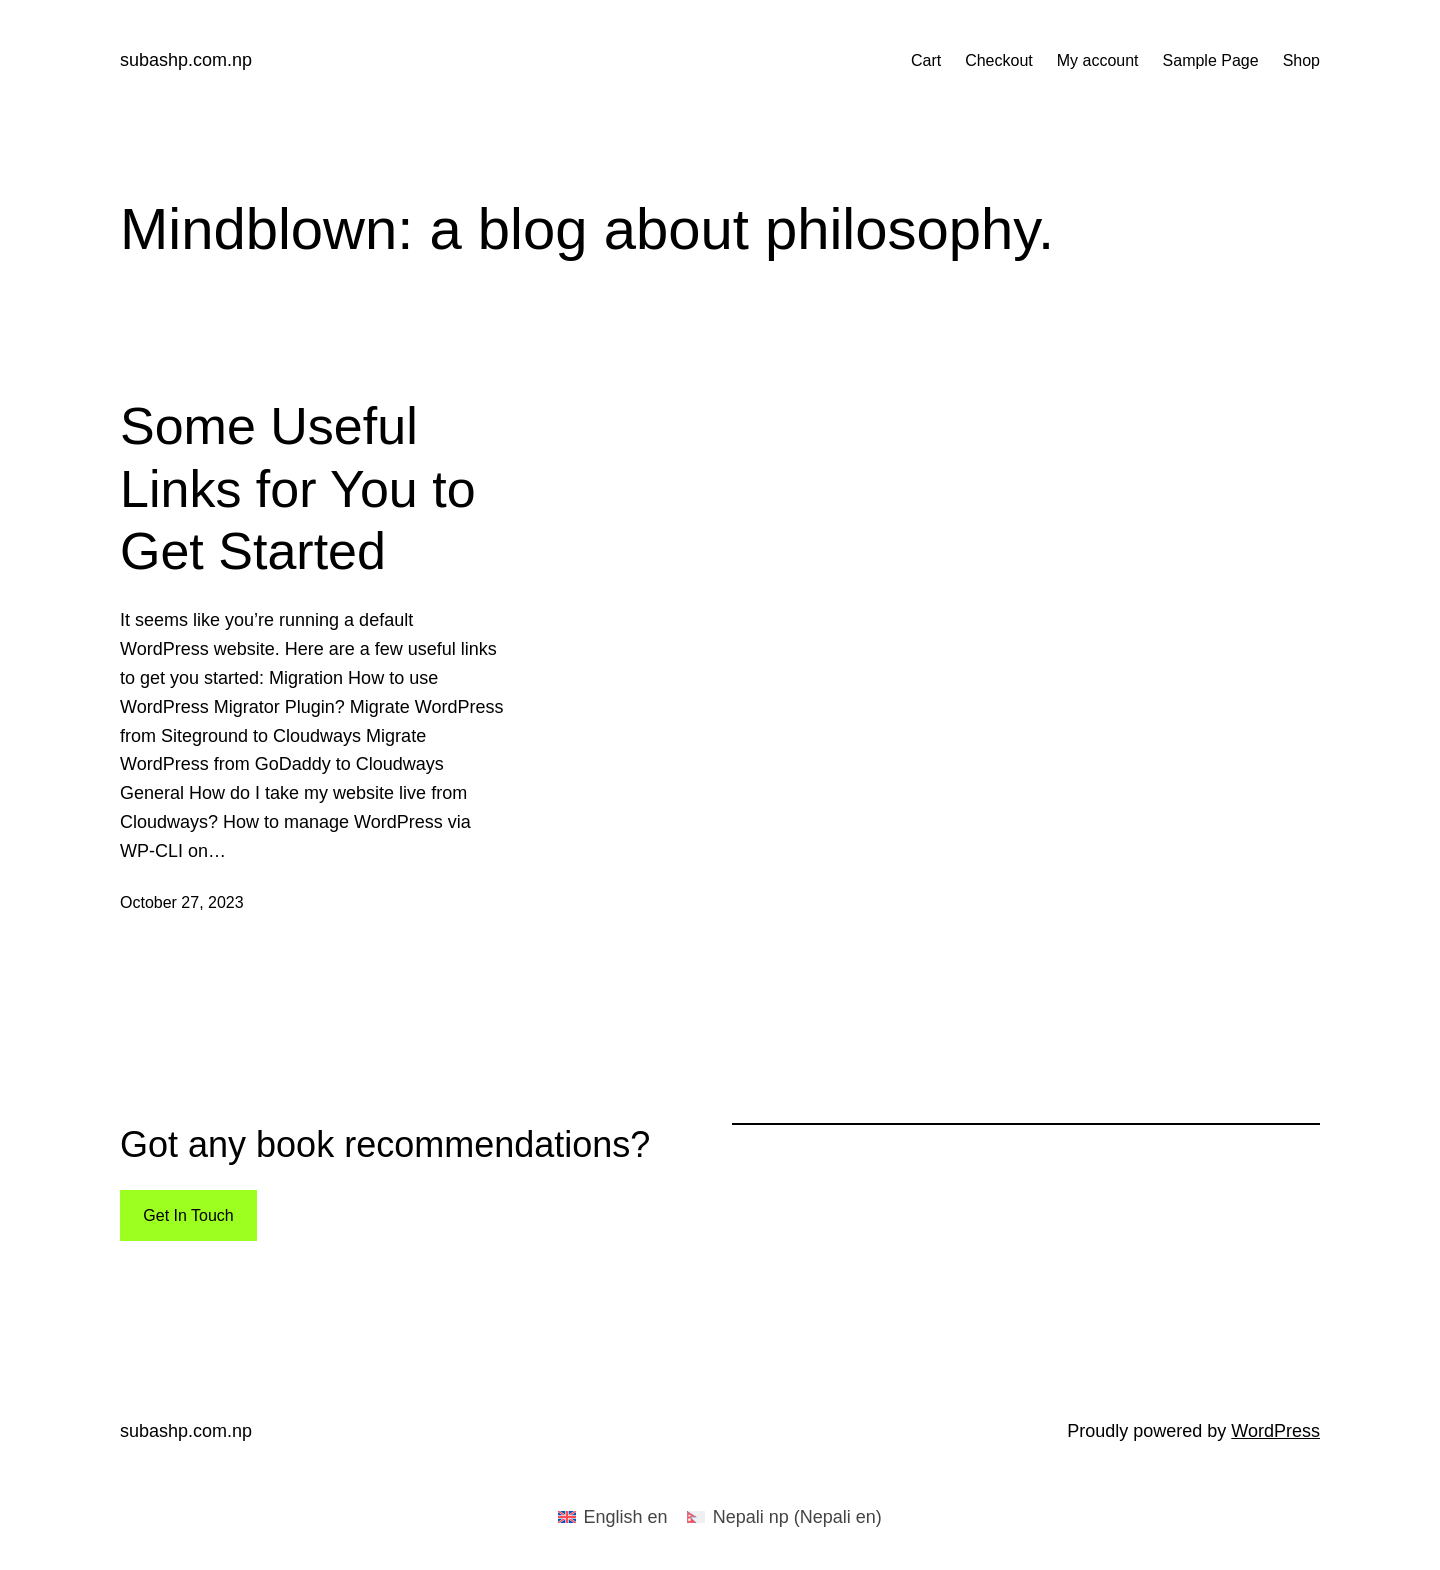 subashp.com.np
Cart Checkout My account Sample Page Shop
Mindblown: a blog about philosophy.
Some Useful
Links for You to
Get Started
It seems like you’re running a default
WordPress website. Here are a few useful links
to get you started: Migration How to use
WordPress Migrator Plugin? Migrate WordPress
from Siteground to Cloudways Migrate
WordPress from GoDaddy to Cloudways
General How do I take my website live from
Cloudways? How to manage WordPress via
WP-CLI on…
October 27, 2023
Got any book recommendations?
Get In Touch
subashp.com.np
Proudly powered by WordPress
English en Nepali np (Nepali en)